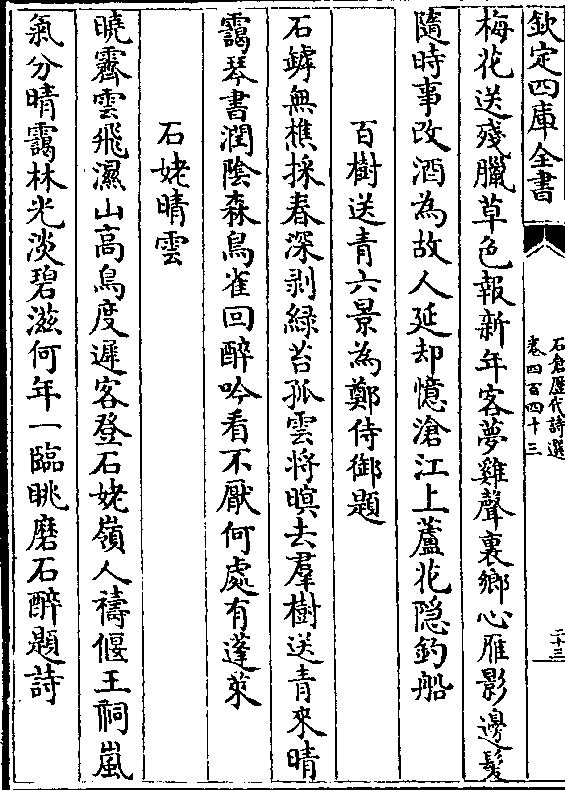 欽定四庫全書
石倉歷代詩選
卷四百四十三
二十三
梅花送殘臘草色報新年客夢雞聲裏鄉心雁影邊髮
隨時事改酒為故人延却憶滄江上蘆花隠釣船
百樹送青六景為鄭侍御題
石罅無樵採春深剥緑苔孤雲將暝去羣樹送青來晴
靄琴書潤陰森鳥雀回醉吟看不厭何處有蓬萊
石姥晴雲
曉霽雲飛濕山高鳥度遲客登石姥嶺人禱偃王祠嵐
氣分晴靄林光淡碧滋何年一臨眺磨石醉題詩